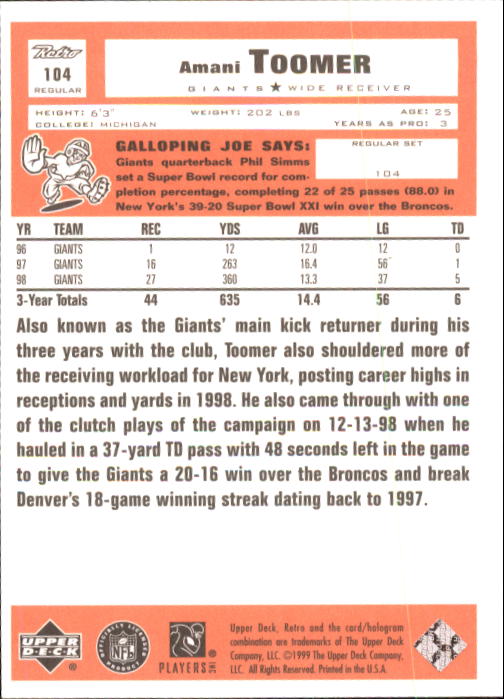 Retro
104
REGULAR
Amani TOOMER
GIANTS ★ WIDE RECEIVER
HEIGHT: 6'3" WEIGHT: 202 LBS AGE: 25
COLLEGE: MICHIGAN YEARS AS PRO: 3
GALLOPING JOE SAYS:
Giants quarterback Phil Simms
set a Super Bowl record for com-
pletion percentage, completing 22 of 25 passes (88.0) in
New York's 39-20 Super Bowl XXI win over the Broncos.
REGULAR SET
104
YR TEAM REC YDS AVG LG TD
96 GIANTS 1 12 12.0 12 0
97 GIANTS 16 263 16.4 56 1
98 GIANTS 27 360 13.3 37 5
3-Year Totals 44 635 14.4 56 6
Also known as the Giants' main kick returner during his
three years with the club, Toomer also shouldered more of
the receiving workload for New York, posting career highs in
receptions and yards in 1998. He also came through with one
of the clutch plays of the campaign on 12-13-98 when he
hauled in a 37-yard TD pass with 48 seconds left in the game
to give the Giants a 20-16 win over the Broncos and break
Denver's 18-game winning streak dating back to 1997.
UPPER
DECK
®
OFFICIALLY LICENSED
NFL
PRODUCT
PLAYERS INC
®
Upper Deck, Retro and the card/hologram
combination are trademarks of The Upper Deck
Company, LLC. ©1999 The Upper Deck Company,
LLC. All Rights Reserved. Printed in the U.S.A.